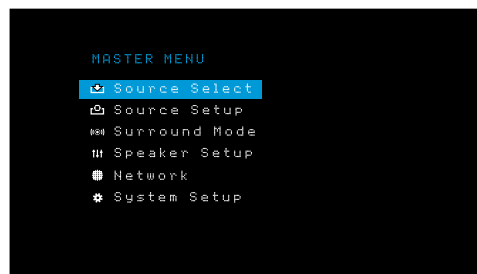 MASTER MENU
Source Select
Source Setup
Surround Mode
Speaker Setup
Network
System Setup